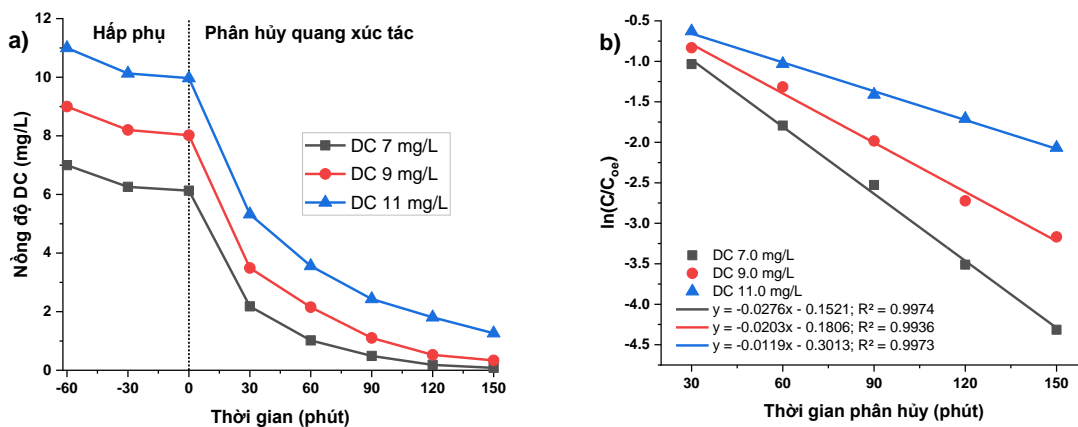 a)
Hấp phụ
Phân hủy quang xúc tác
Nồng độ DC (mg/L)
12
10
8
6
4
2
0
DC 7 mg/L
DC 9 mg/L
DC 11 mg/L
-60
-30
0
30
60
90
120
150
Thời gian (phút)
b)
ln(C/Coe)
-0.5
-1.0
-1.5
-2.0
-2.5
-3.0
-3.5
-4.0
-4.5
DC 7.0 mg/L
DC 9.0 mg/L
DC 11.0 mg/L
y = -0.0276x - 0.1521; R² = 0.9974
y = -0.0203x - 0.1806; R² = 0.9936
y = -0.0119x - 0.3013; R² = 0.9973
30
60
90
120
150
Thời gian phân hủy (phút)